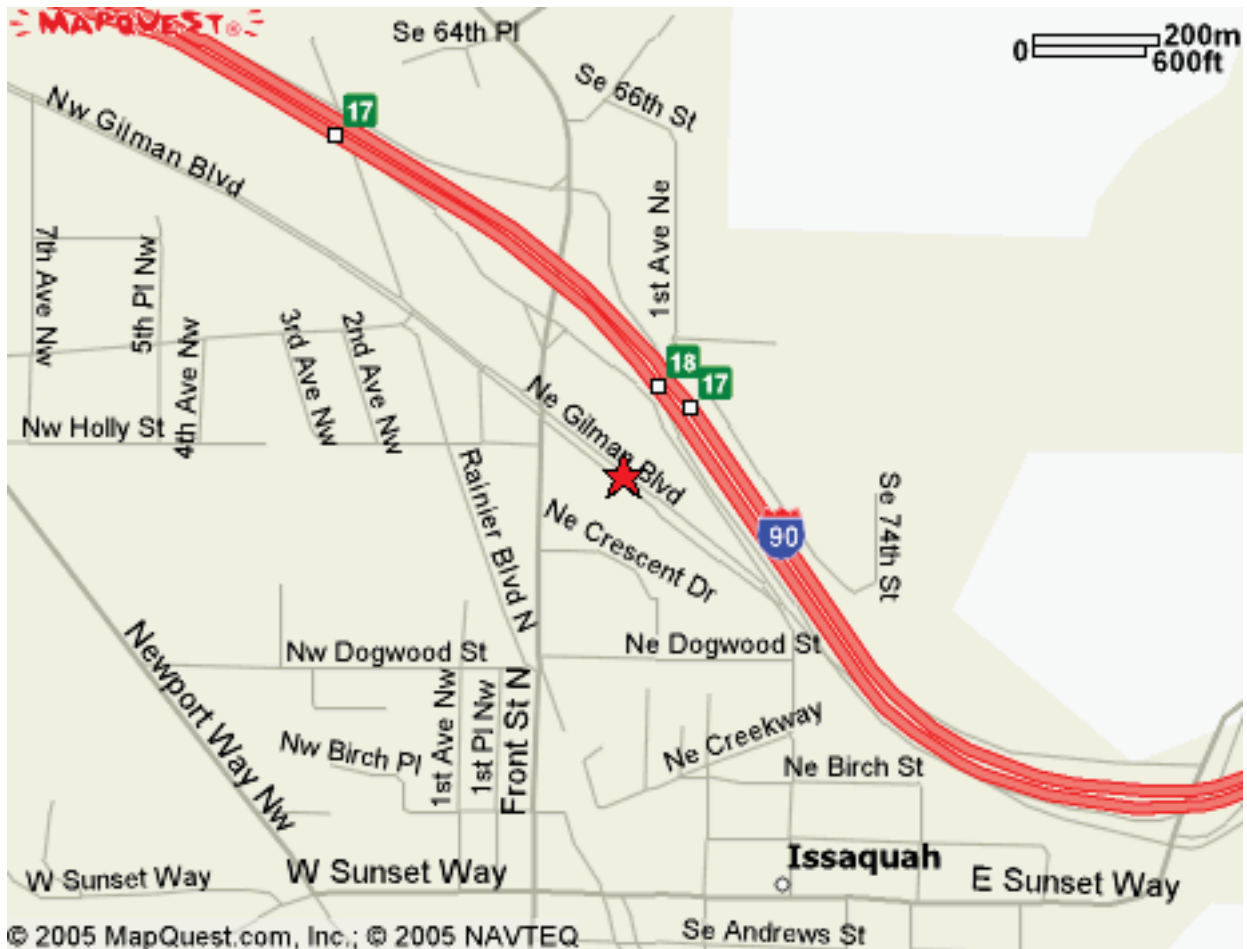 MAPQUEST®
Se 64th Pl
200m
0
600ft
Se 66th St
17
Nw Gilman Blvd
1st Ave Ne
7th Ave Nw
5th Pl Nw
4th Ave Nw
3rd Ave Nw
2nd Ave Nw
18
17
Ne Gilman Blvd
Nw Holly St
Rainier Blvd N
Ne Crescent Dr
90
Se 74th St
Newport Way Nw
Nw Dogwood St
Ne Dogwood St
1st Ave Nw
1st Pl Nw
Front St N
Nw Birch Pl
Ne Creekway
Ne Birch St
Issaquah
W Sunset Way
W Sunset Way
E Sunset Way
Se Andrews St
© 2005 MapQuest.com, Inc.; © 2005 NAVTEQ